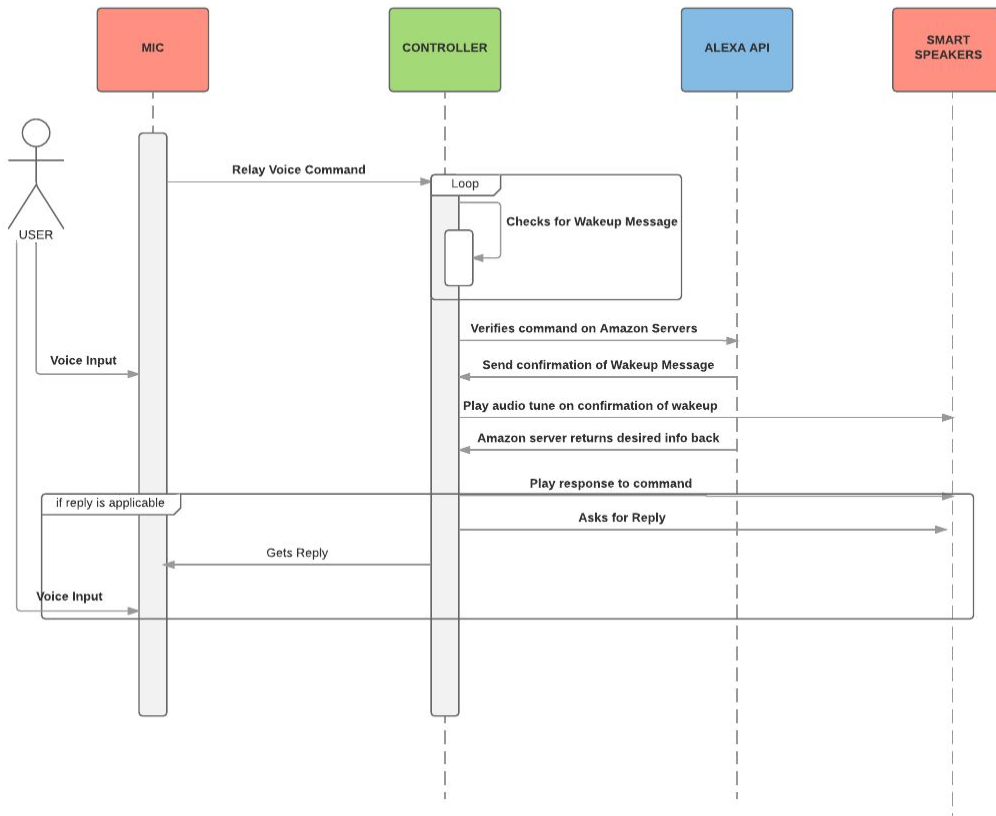 MIC
CONTROLLER
ALEXA API
SMART
SPEAKERS
Relay Voice Command
Loop
Checks for Wakeup Message
USER
Verifies command on Amazon Servers
Voice Input
Send confirmation of Wakeup Message
Play audio tune on confirmation of wakeup
Amazon server returns desired info back
Play response to command
if reply is applicable
Asks for Reply
Gets Reply
Voice Input